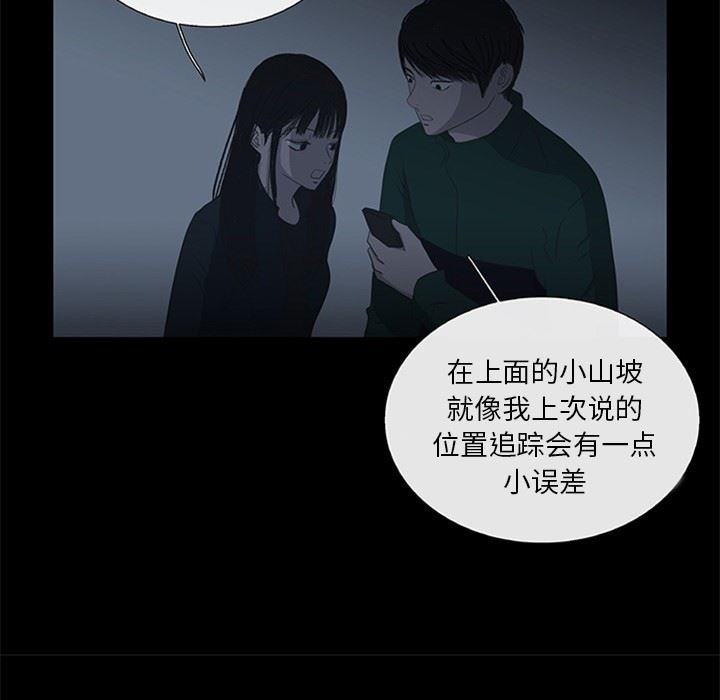 在上面的小山坡
就像我上次说的
位置追踪会有一点
小误差